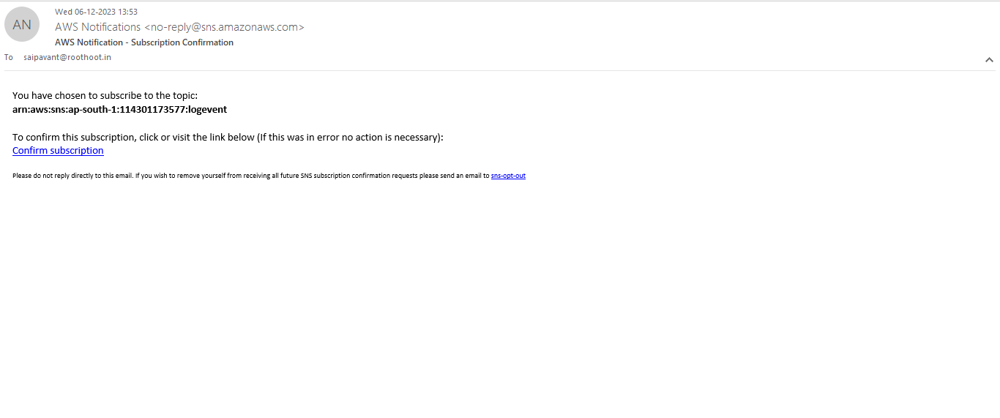 AN
Wed 06-12-2023 13:53
AWS Notifications <no-reply@sns.amazonaws.com>
AWS Notification - Subscription Confirmation
To saipavant@roothoot.in
You have chosen to subscribe to the topic:
arn:aws:sns:ap-south-1:114301173577:logevent
To confirm this subscription, click or visit the link below (If this was in error no action is necessary):
Confirm subscription
Please do not reply directly to this email. If you wish to remove yourself from receiving all future SNS subscription confirmation requests please send an email to sns-opt-out